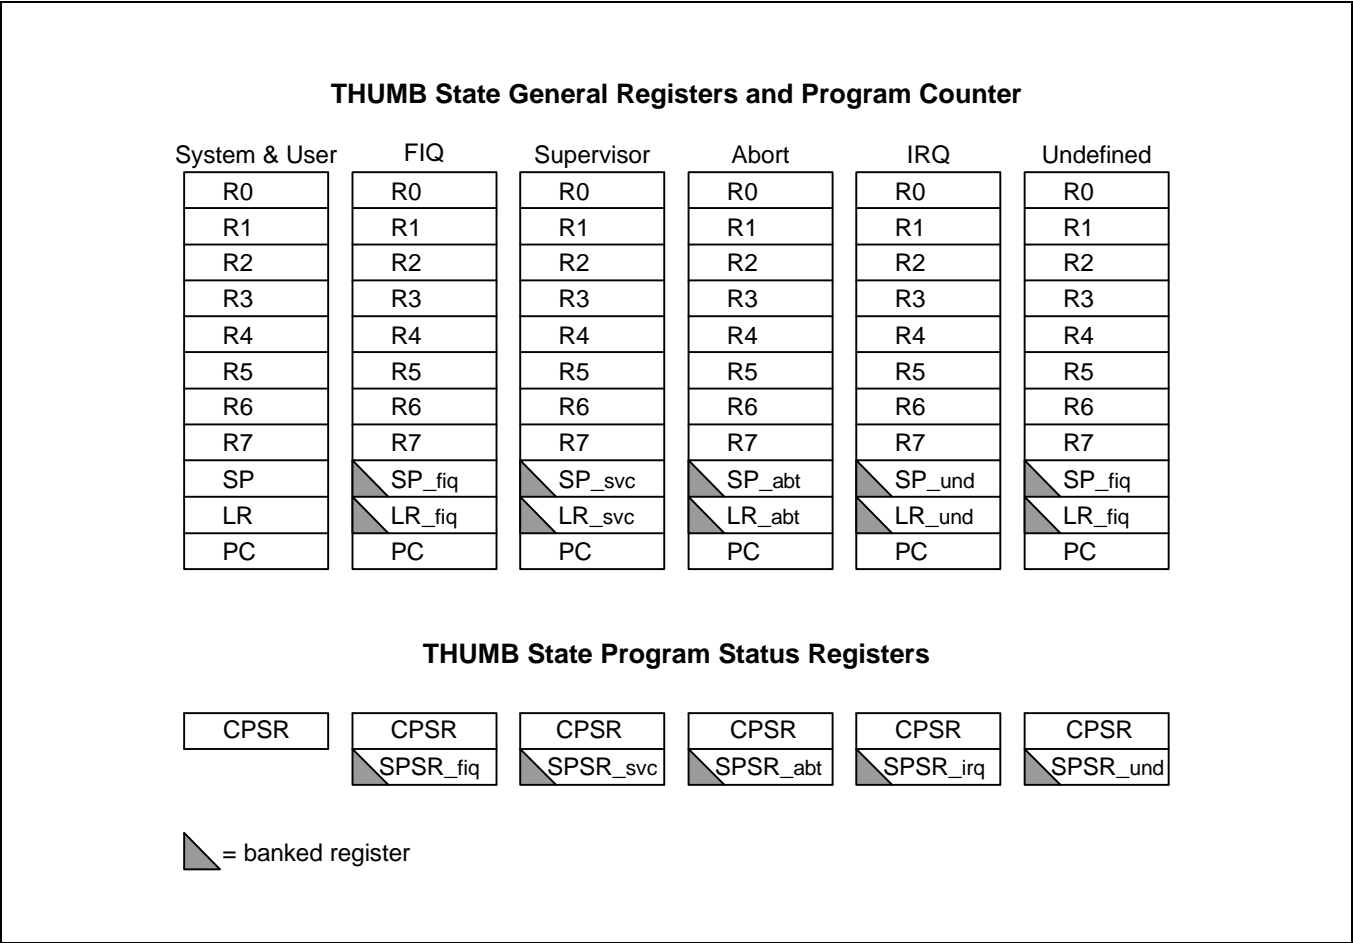 THUMB State General Registers and Program Counter
System & User FIQ Supervisor Abort IRQ Undefined
R0 R0 R0 R0 R0 R0
R1 R1 R1 R1 R1 R1
R2 R2 R2 R2 R2 R2
R3 R3 R3 R3 R3 R3
R4 R4 R4 R4 R4 R4
R5 R5 R5 R5 R5 R5
R6 R6 R6 R6 R6 R6
R7 R7 R7 R7 R7 R7
SP SP_fiq SP_svc SP_abt SP_und SP_fiq
LR LR_fiq LR_svc LR_abt LR_und LR_fiq
PC PC PC PC PC PC
THUMB State Program Status Registers
CPSR CPSR CPSR CPSR CPSR CPSR
SPSR_fiq SPSR_svc SPSR_abt SPSR_irq SPSR_und
= banked register